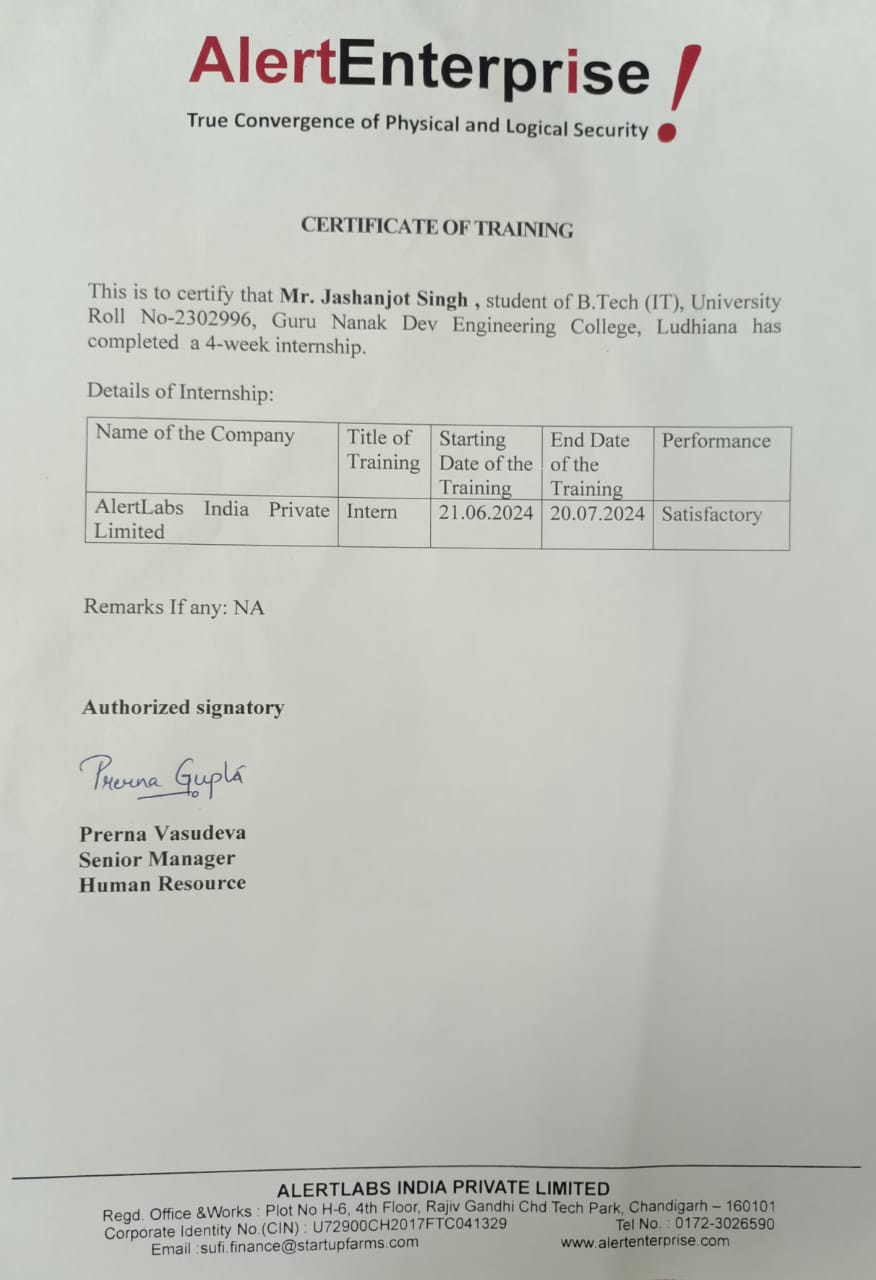 AlertEnterprise!
True Convergence of Physical and Logical Security
CERTIFICATE OF TRAINING
This is to certify that Mr. Jashanjot Singh , student of B.Tech (IT), University
Roll No-2302996, Guru Nanak Dev Engineering College, Ludhiana has
completed a 4-week internship.
Details of Internship:
Name of the Company
Title of
Training
Starting
Date of the
Training
End Date
of the
Training
Performance
AlertLabs India Private
Limited
Intern
21.06.2024
20.07.2024
Satisfactory
Remarks If any: NA
Authorized signatory
Prerna Gupta
Prerna Vasudeva
Senior Manager
Human Resource
ALERTLABS INDIA PRIVATE LIMITED
Regd. Office &Works : Plot No H-6, 4th Floor, Rajiv Gandhi Chd Tech Park, Chandigarh – 160101
Corporate Identity No.(CIN) : U72900CH2017FTC041329 Tel No. : 0172-3026590
Email :sufi.finance@startupfarms.com www.alertenterprise.com